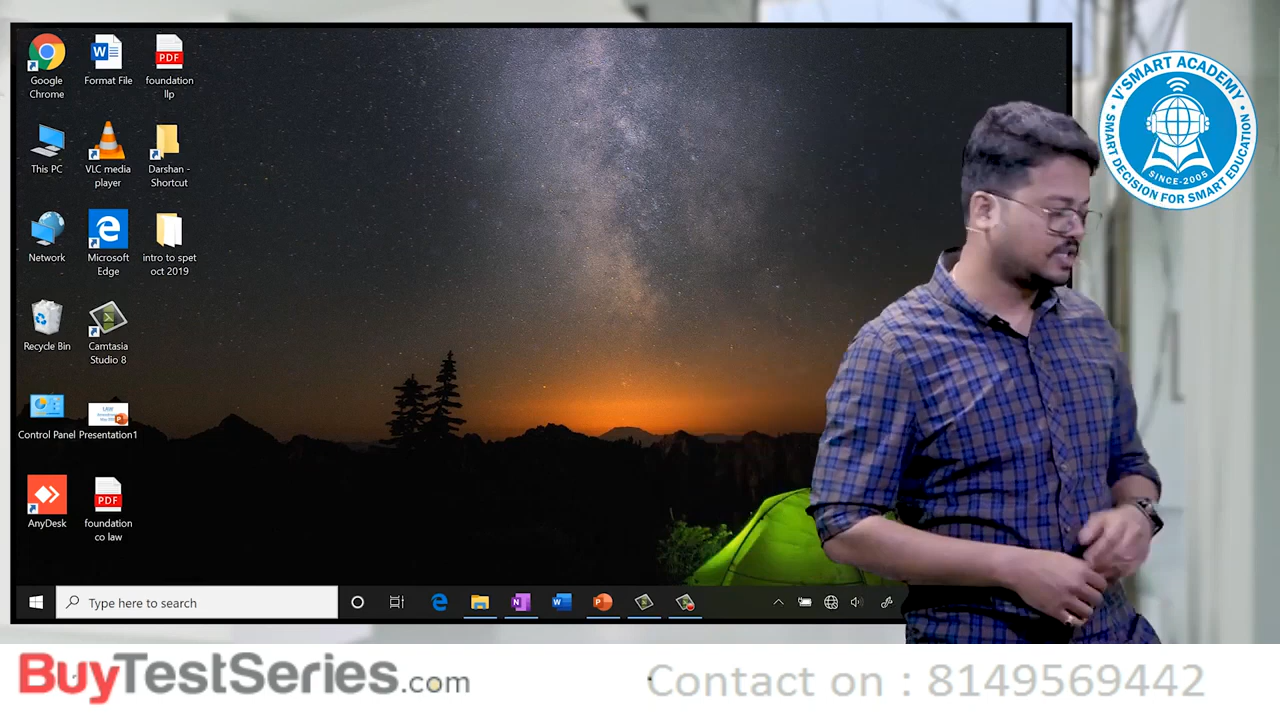 Google
Chrome
Format File
foundation
llp
This PC
VLC media
player
Darshan -
Shortcut
Network
Microsoft
Edge
intro to spet
oct 2019
Recycle Bin
Camtasia
Studio 8
Control Panel
Presentation1
AnyDesk
PDF
foundation
co law
PDF
Type here to search
V'SMART ACADEMY
SMART DECISION FOR SMART EDUCATION
SINCE-2005
BuyTestSeries.com
Contact on : 8149569442